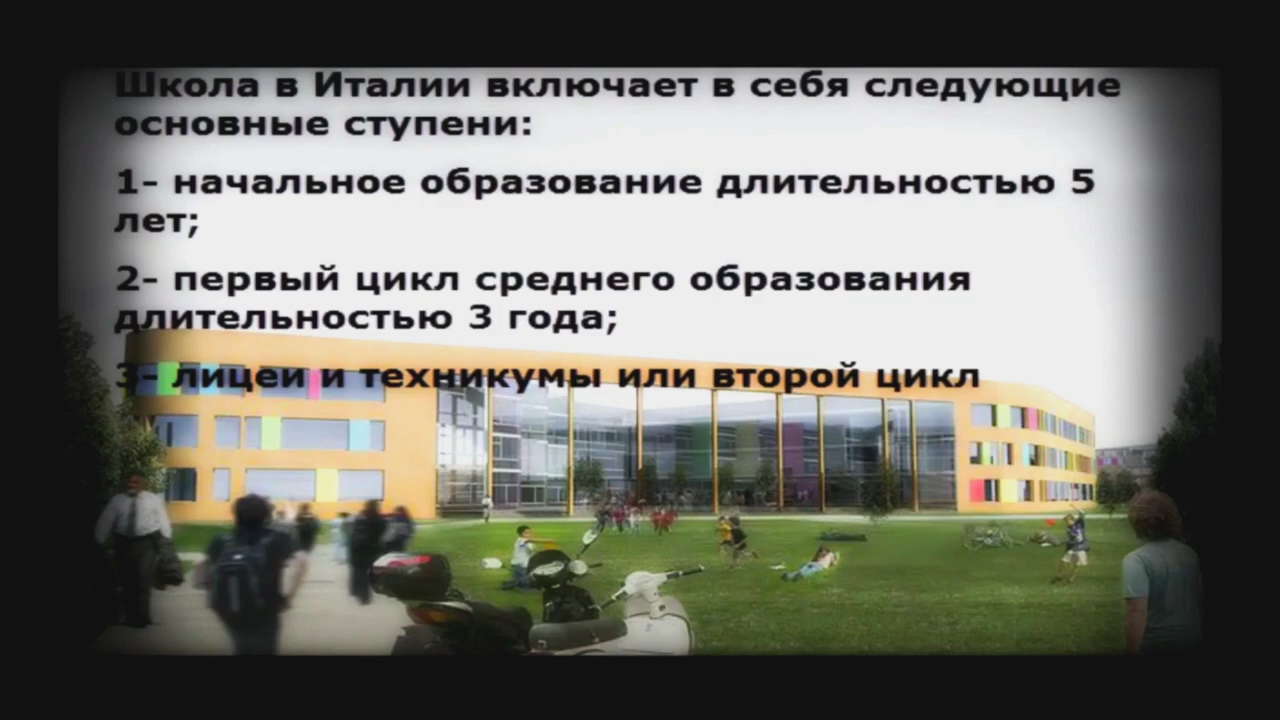 Школа в Италии включает в себя следующие
основные ступени:
1- начальное образование длительностью 5
лет;
2- первый цикл среднего образования
длительностью 3 года;
3- лицеи и техникумы или второй цикл